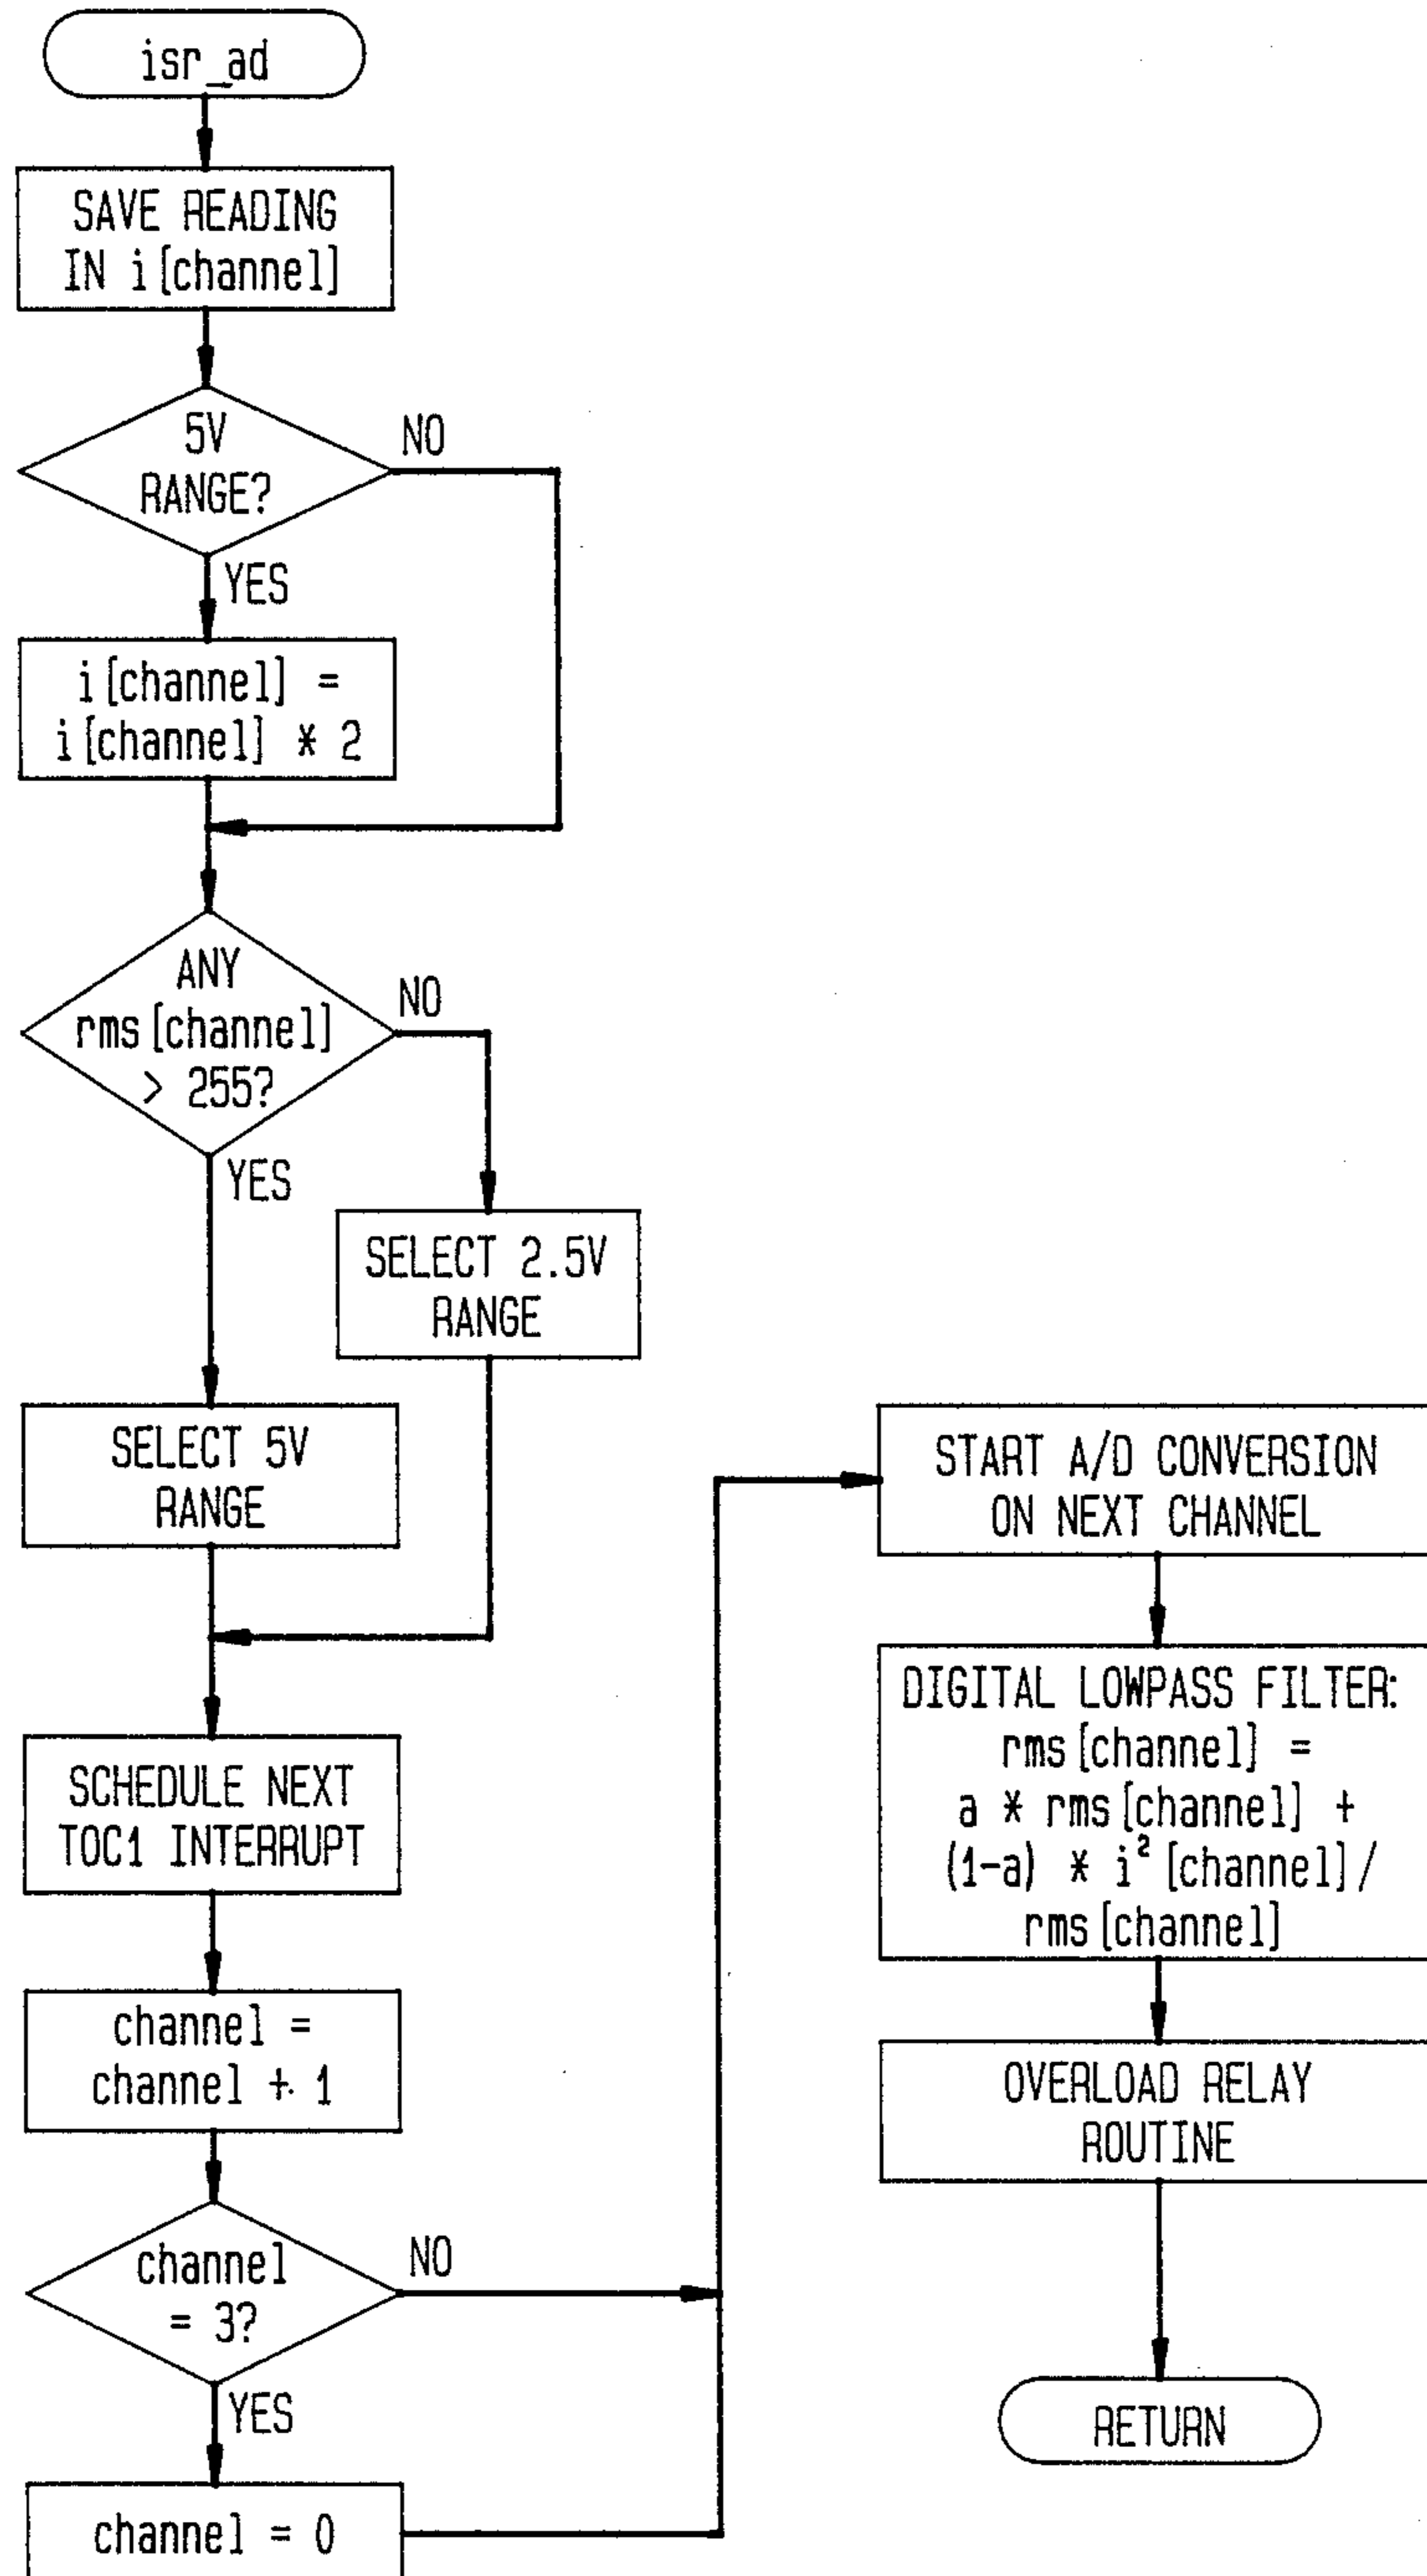 isr_ad
SAVE READING
IN i[channel]
5V
RANGE?
NO
YES
i[channel] =
i[channel] * 2
ANY
rms[channel]
> 255?
NO
YES
SELECT 2.5V
RANGE
SELECT 5V
RANGE
SCHEDULE NEXT
TOC1 INTERRUPT
channel =
channel + 1
channel
= 3?
NO
YES
channel = 0
START A/D CONVERSION
ON NEXT CHANNEL
DIGITAL LOWPASS FILTER:
rms[channel] =
a * rms[channel] +
(1-a) * i²[channel]/
rms[channel]
OVERLOAD RELAY
ROUTINE
RETURN